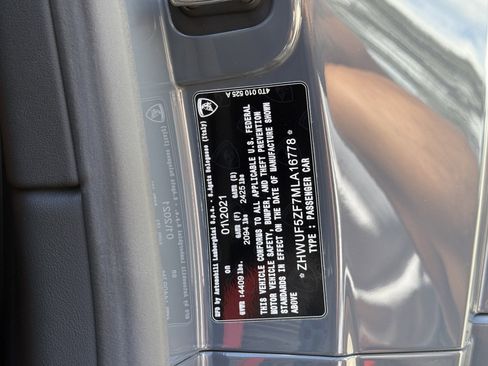 4T0 010 525 A
MFD by Automobili Lamborghini S.p.A. - S.Agata Bolognese (Italy)
ON 01\2021
GVWR: 4409 lbs. GAWR (F) 2094 lbs GAWR (R) 2425 lbs
THIS VEHICLE CONFORMS TO ALL APPLICABLE U.S. FEDERAL
MOTOR VEHICLE SAFETY, BUMPER, AND THEFT PREVENTION
STANDARDS IN EFFECT ON THE DATE OF MANUFACTURE SHOWN
ABOVE
*ZHWUF5ZF7MLA16778*
TYPE : PASSENGER CAR